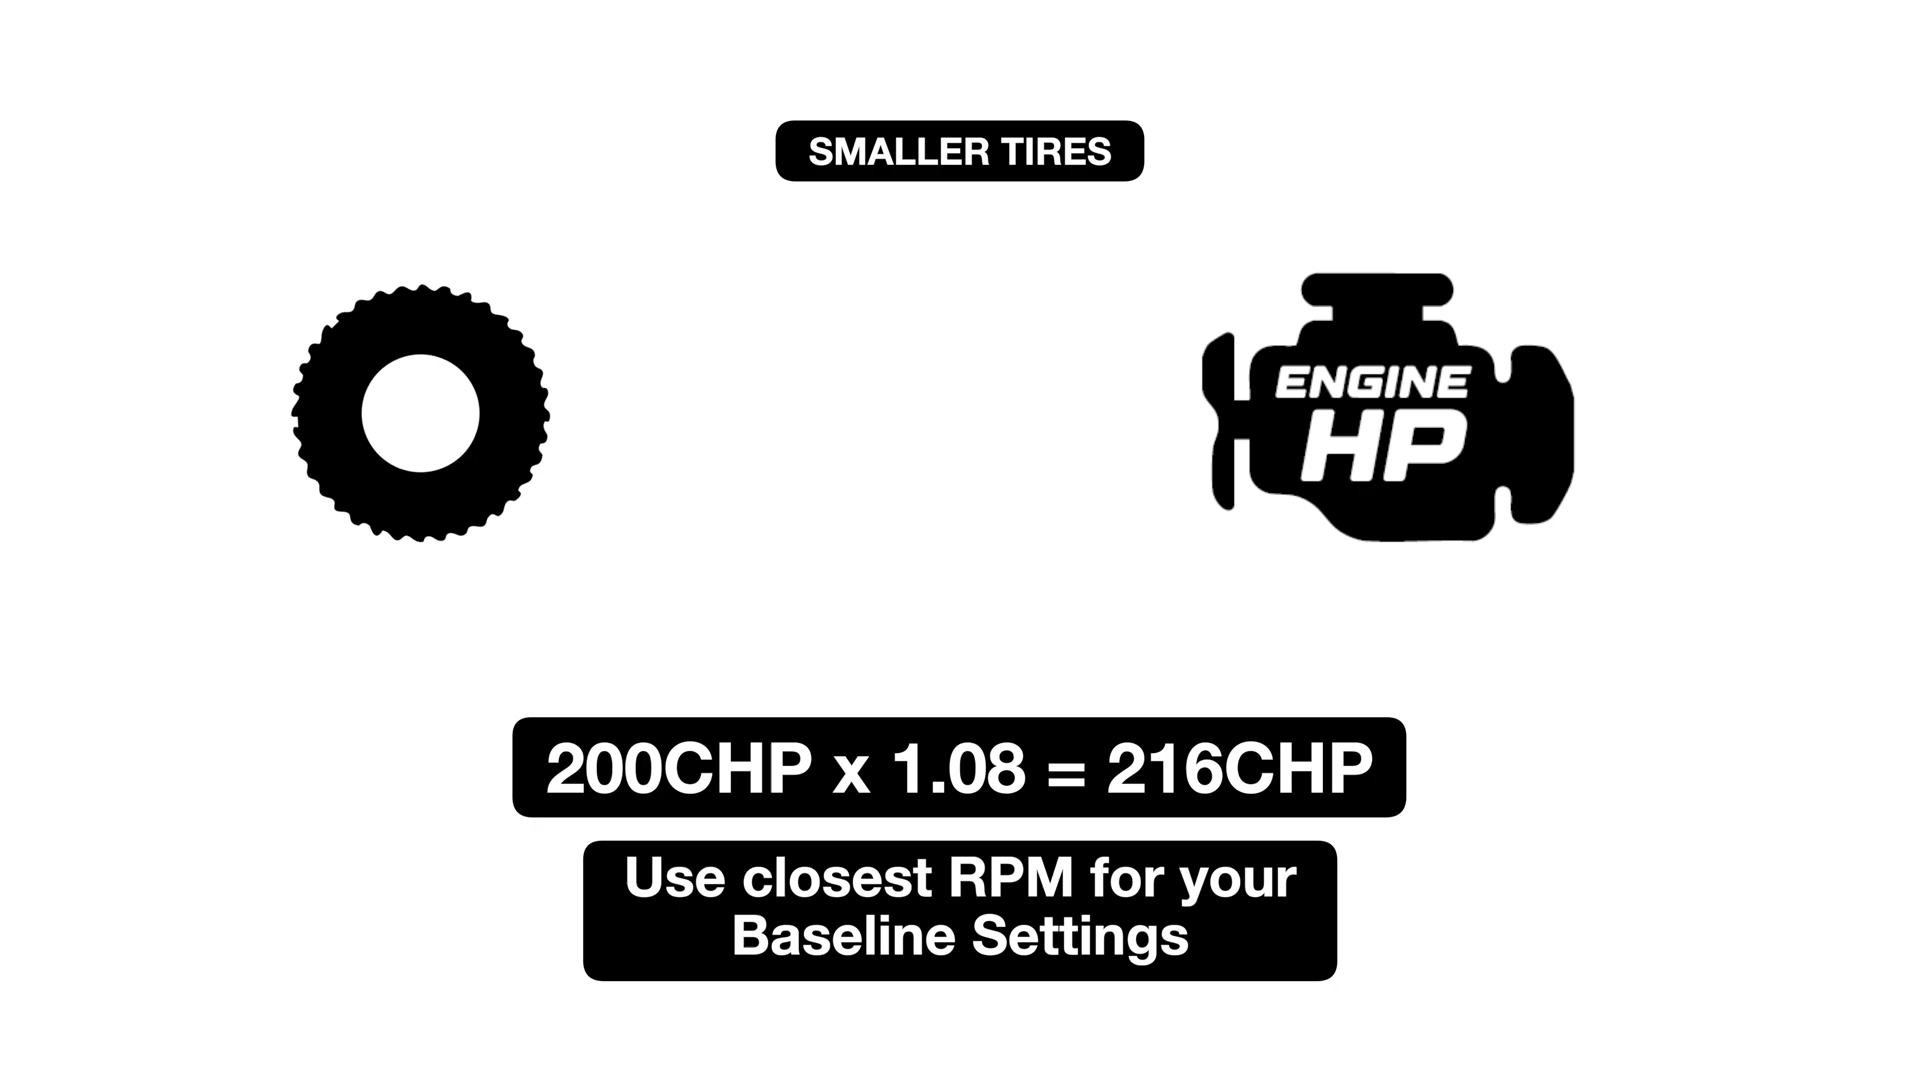 SMALLER TIRES
ENGINE
HP
200CHP x 1.08 = 216CHP
Use closest RPM for your
Baseline Settings